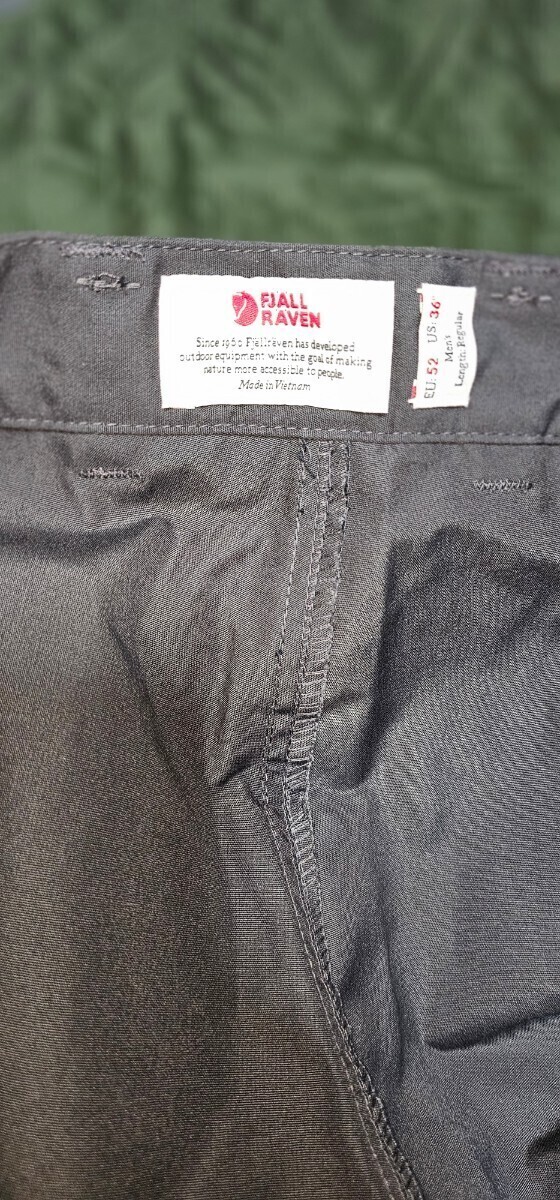 FJALL
RAVEN
Since 1960 Fjällräven has developed
outdoor equipment with the goal of making
nature more accessible to people.
Made in Vietnam
EU: 52 US: 36"
Men's
Length: Regular